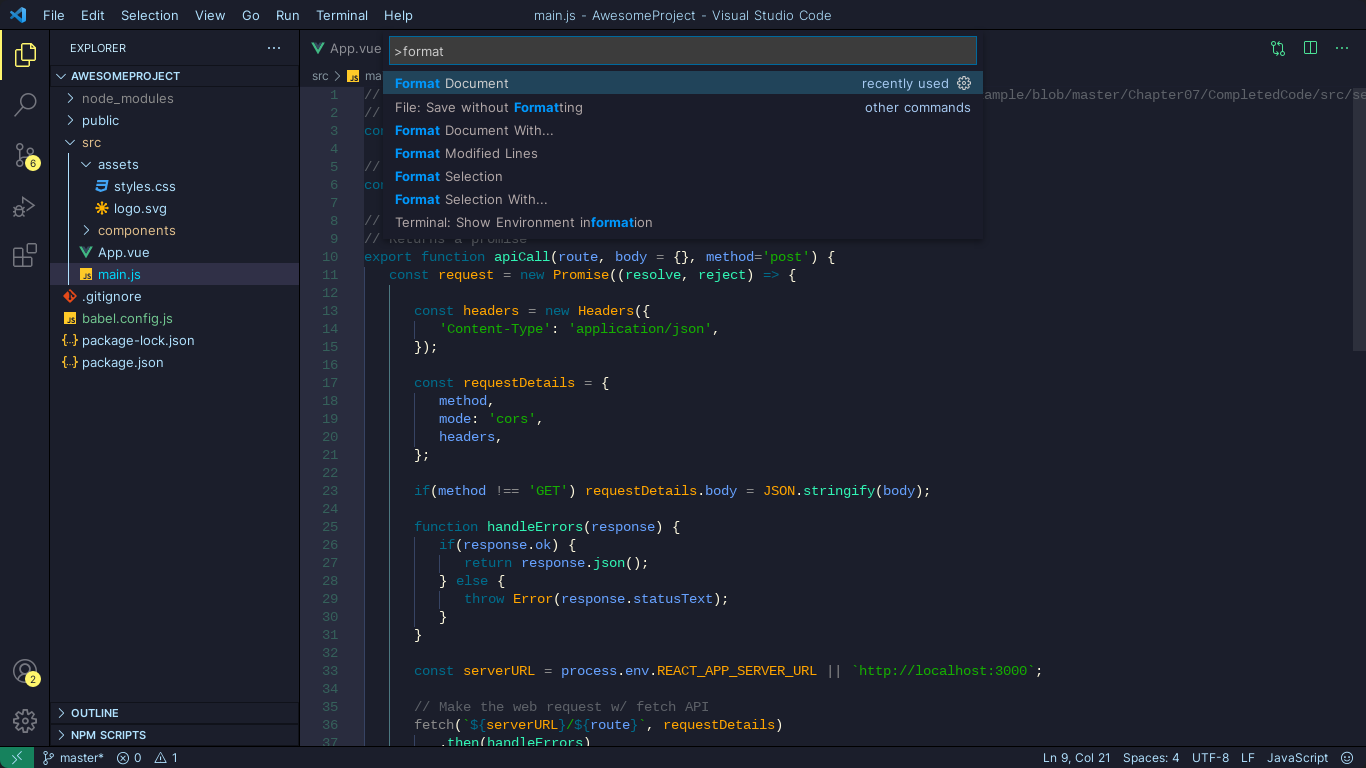 File Edit Selection View Go Run Terminal Help
main.js - AwesomeProject - Visual Studio Code
EXPLORER
AWESOMEPROJECT
node_modules
public
src
assets
styles.css
logo.svg
components
App.vue
main.js
.gitignore
babel.config.js
package-lock.json
package.json
OUTLINE
NPM SCRIPTS
6
2
App.vue
>format
src
Format Document recently used
File: Save without Formatting other commands
Format Document With...
Format Modified Lines
Format Selection
Format Selection With...
Terminal: Show Environment information
1 // ample/blob/master/Chapter07/CompletedCode/src/se
2 //
3
4
5 //
6
7
8 //
9 // Returns a promise
10 export function apiCall(route, body = {}, method='post') {
11 const request = new Promise((resolve, reject) => {
12
13 const headers = new Headers({
14 'Content-Type': 'application/json',
15 });
16
17 const requestDetails = {
18 method,
19 mode: 'cors',
20 headers,
21 };
22
23 if(method !== 'GET') requestDetails.body = JSON.stringify(body);
24
25 function handleErrors(response) {
26 if(response.ok) {
27 return response.json();
28 } else {
29 throw Error(response.statusText);
30 }
31 }
32
33 const serverURL = process.env.REACT_APP_SERVER_URL || `http://localhost:3000`;
34
35 // Make the web request w/ fetch API
36 fetch(`${serverURL}/${route}`, requestDetails)
37 .then(handleErrors)
master* 0 1
Ln 9, Col 21 Spaces: 4 UTF-8 LF JavaScript